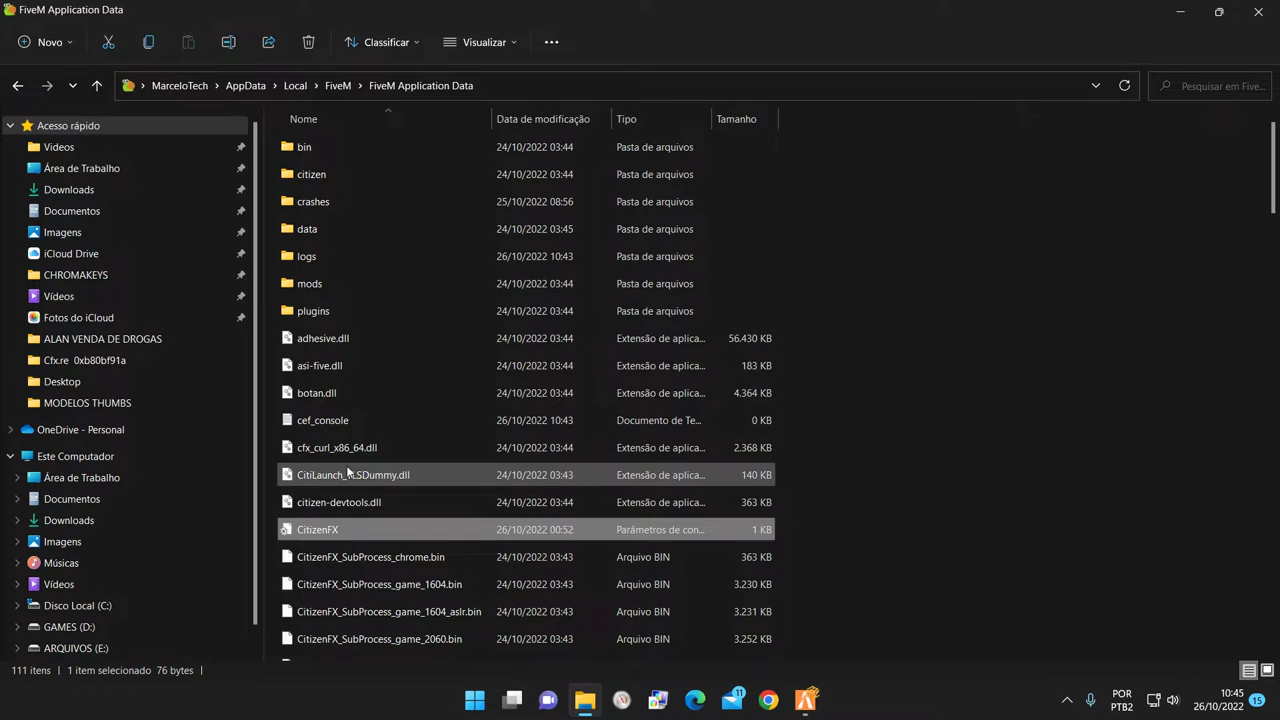 FiveM Application Data
Novo
Classificar
Visualizar
MarceloTech > AppData > Local > FiveM > FiveM Application Data
Pesquisar em Five...
Acesso rápido
Videos
Área de Trabalho
Downloads
Documentos
Imagens
iCloud Drive
CHROMAKEYS
Vídeos
Fotos do iCloud
ALAN VENDA DE DROGAS
Cfx.re 0xb80bf91a
Desktop
MODELOS THUMBS
OneDrive - Personal
Este Computador
Área de Trabalho
Documentos
Downloads
Imagens
Músicas
Vídeos
Disco Local (C:)
GAMES (D:)
ARQUIVOS (E:)
Nome Data de modificação Tipo Tamanho
bin 24/10/2022 03:44 Pasta de arquivos
citizen 24/10/2022 03:44 Pasta de arquivos
crashes 25/10/2022 08:56 Pasta de arquivos
data 24/10/2022 03:45 Pasta de arquivos
logs 26/10/2022 10:43 Pasta de arquivos
mods 24/10/2022 03:44 Pasta de arquivos
plugins 24/10/2022 03:44 Pasta de arquivos
adhesive.dll 24/10/2022 03:44 Extensão de aplica... 56.430 KB
asi-five.dll 24/10/2022 03:44 Extensão de aplica... 183 KB
botan.dll 24/10/2022 03:44 Extensão de aplica... 4.364 KB
cef_console 26/10/2022 10:43 Documento de Te... 0 KB
cfx_curl_x86_64.dll 24/10/2022 03:44 Extensão de aplica... 2.368 KB
CitiLaunch_TLSDummy.dll 24/10/2022 03:43 Extensão de aplica... 140 KB
citizen-devtools.dll 24/10/2022 03:44 Extensão de aplica... 363 KB
CitizenFX 26/10/2022 00:52 Parâmetros de con... 1 KB
CitizenFX_SubProcess_chrome.bin 24/10/2022 03:43 Arquivo BIN 363 KB
CitizenFX_SubProcess_game_1604.bin 24/10/2022 03:43 Arquivo BIN 3.230 KB
CitizenFX_SubProcess_game_1604_aslr.bin 24/10/2022 03:43 Arquivo BIN 3.231 KB
CitizenFX_SubProcess_game_2060.bin 24/10/2022 03:43 Arquivo BIN 3.252 KB
111 itens 1 item selecionado 76 bytes
11
POR
PTB2
10:45
26/10/2022
15